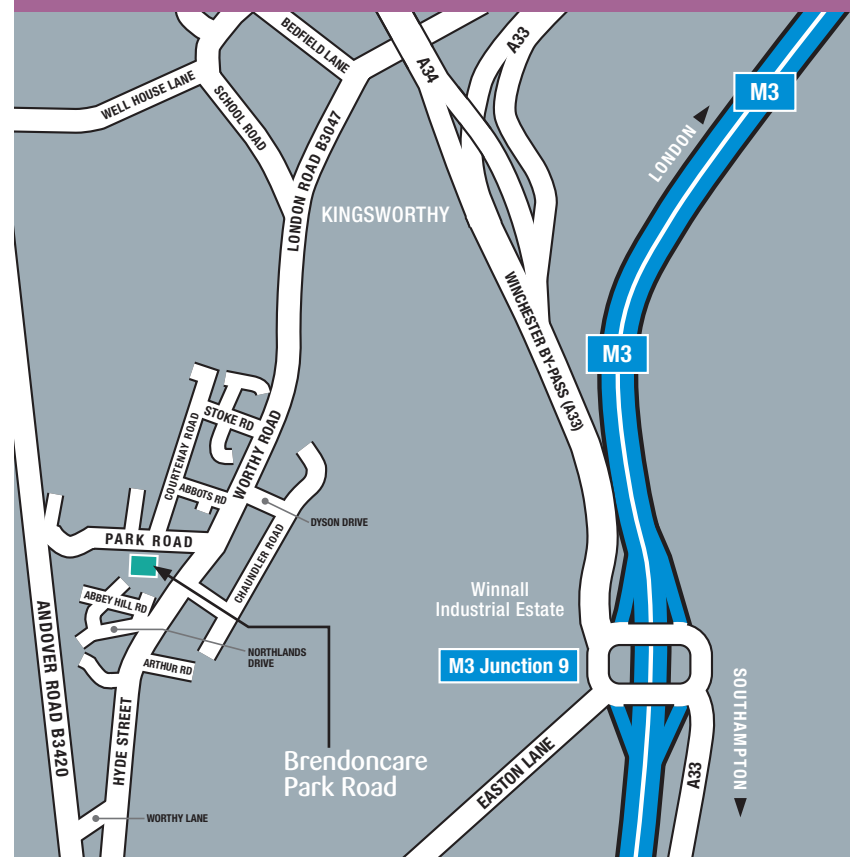 BEDFIELD LANE
A33
A34
M3
WELL HOUSE LANE
SCHOOL ROAD
LONDON ROAD B3047
LONDON ▲
KINGSWORTHY
WINCHESTER BY-PASS (A33)
M3
STOKE RD
COURTENAY ROAD
WORTHY ROAD
ABBOTS RD
DYSON DRIVE
PARK ROAD
CHAUNDLER ROAD
ABBEY HILL RD
Winnall
Industrial Estate
ANDOVER ROAD B3420
NORTHLANDS
DRIVE
ARTHUR RD
M3 Junction 9
SOUTHAMPTON ▼
HYDE STREET
Brendoncare
Park Road
EASTON LANE
A33
WORTHY LANE